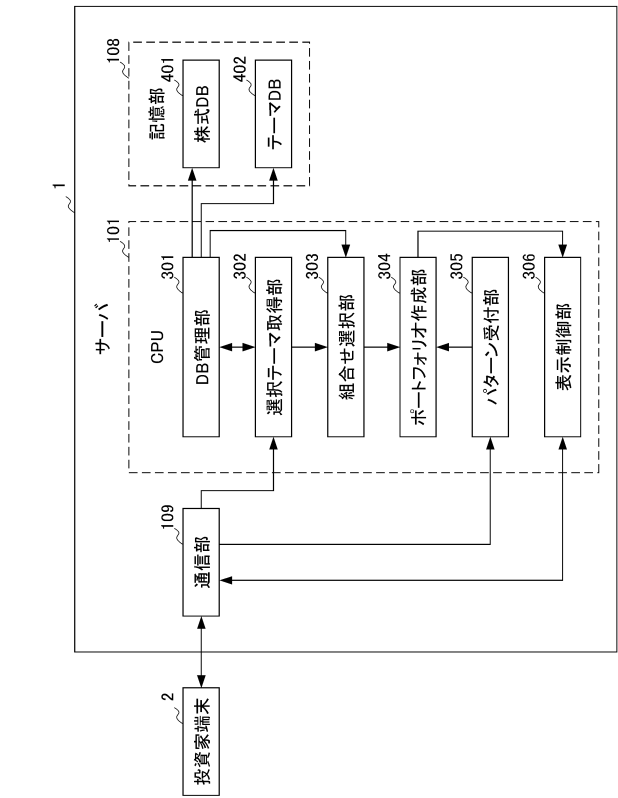 サーバ
1
CPU
101
DB管理部
301
選択テーマ取得部
302
組合せ選択部
303
ポートフォリオ作成部
304
パターン受付部
305
表示制御部
306
記憶部
108
株式DB
401
テーマDB
402
通信部
109
投資家端末
2